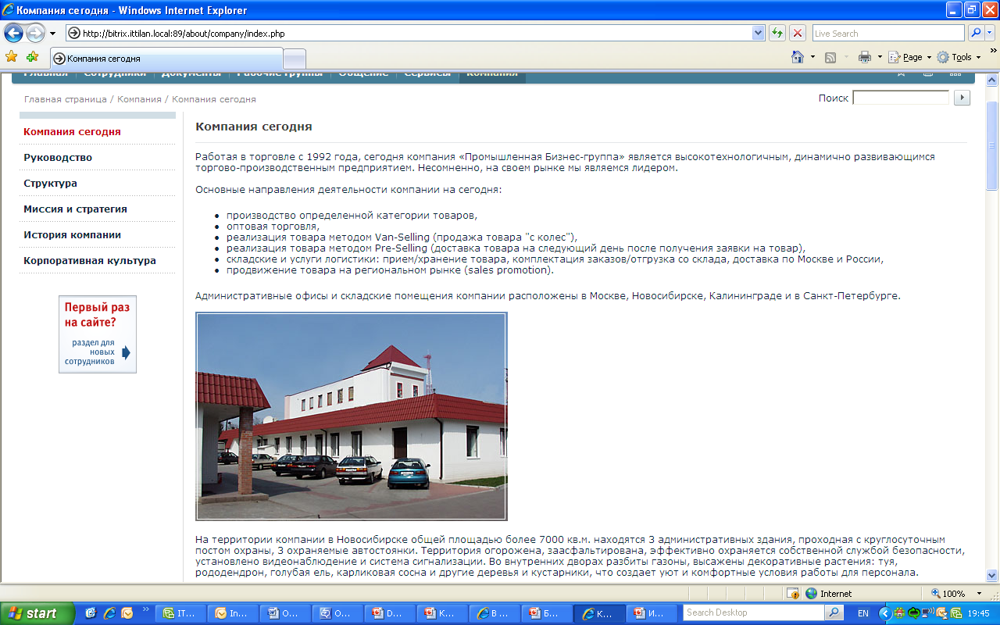 Компания сегодня - Windows Internet Explorer
http://bitrix.ittilan.local:89/about/company/index.php
Live Search
Компания сегодня
Page
Tools
Главная Сотрудники Документы Рабочие группы Общение Сервисы Компания
Главная страница / Компания / Компания сегодня
Поиск
Компания сегодня
Руководство
Структура
Миссия и стратегия
История компании
Корпоративная культура
Первый раз
на сайте?
раздел для
новых
сотрудников
Компания сегодня
Работая в торговле с 1992 года, сегодня компания «Промышленная Бизнес-группа» является высокотехнологичным, динамично развивающимся
торгово-производственным предприятием. Несомненно, на своем рынке мы являемся лидером.
Основные направления деятельности компании на сегодня:
производство определенной категории товаров,
оптовая торговля,
реализация товара методом Van-Selling (продажа товара "с колес"),
реализация товара методом Pre-Selling (доставка товара на следующий день после получения заявки на товар),
складские и услуги логистики: прием/хранение товара, комплектация заказов/отгрузка со склада, доставка по Москве и России,
продвижение товара на региональном рынке (sales promotion).
Административные офисы и складские помещения компании расположены в Москве, Новосибирске, Калининграде и в Санкт-Петербурге.
На территории компании в Новосибирске общей площадью более 7000 кв.м. находятся 3 административных здания, проходная с круглосуточным
постом охраны, 3 охраняемые автостоянки. Территория огорожена, заасфальтирована, эффективно охраняется собственной службой безопасности,
установлено видеонаблюдение и система сигнализации. Во внутренних дворах разбиты газоны, высажены декоративные растения: туя,
рододендрон, голубая ель, карликовая сосна и другие деревья и кустарники, что создает уют и комфортные условия работы для персонала.
Internet
100%
start
IT...
In...
О...
О...
D...
К...
В ...
Б...
К...
И...
Search Desktop
EN
19:45